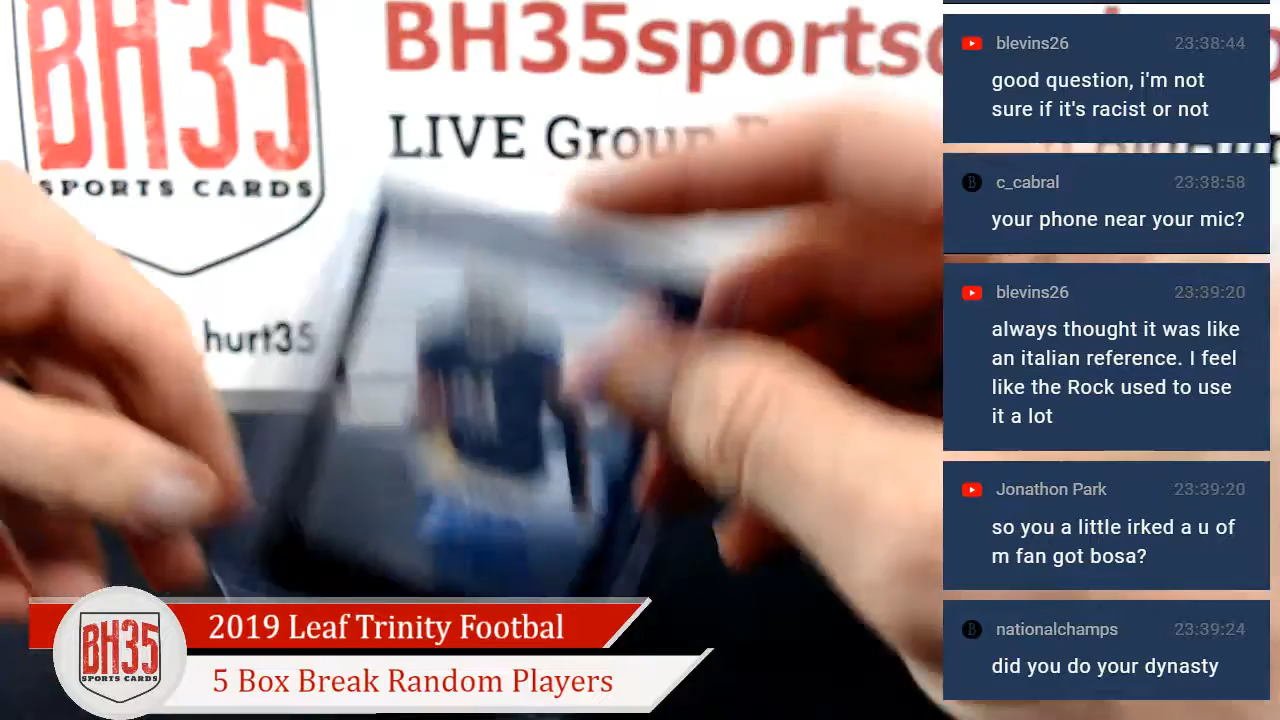 BH35
SPORTS CARDS
BH35sports
LIVE Group
hurt35
blevins26 23:38:44
good question, i'm not
sure if it's racist or not
c_cabral 23:38:58
your phone near your mic?
blevins26 23:39:20
always thought it was like
an italian reference. I feel
like the Rock used to use
it a lot
Jonathon Park 23:39:20
so you a little irked a u of
m fan got bosa?
nationalchamps 23:39:24
did you do your dynasty
BH35
SPORTS CARDS
2019 Leaf Trinity Footbal
5 Box Break Random Players